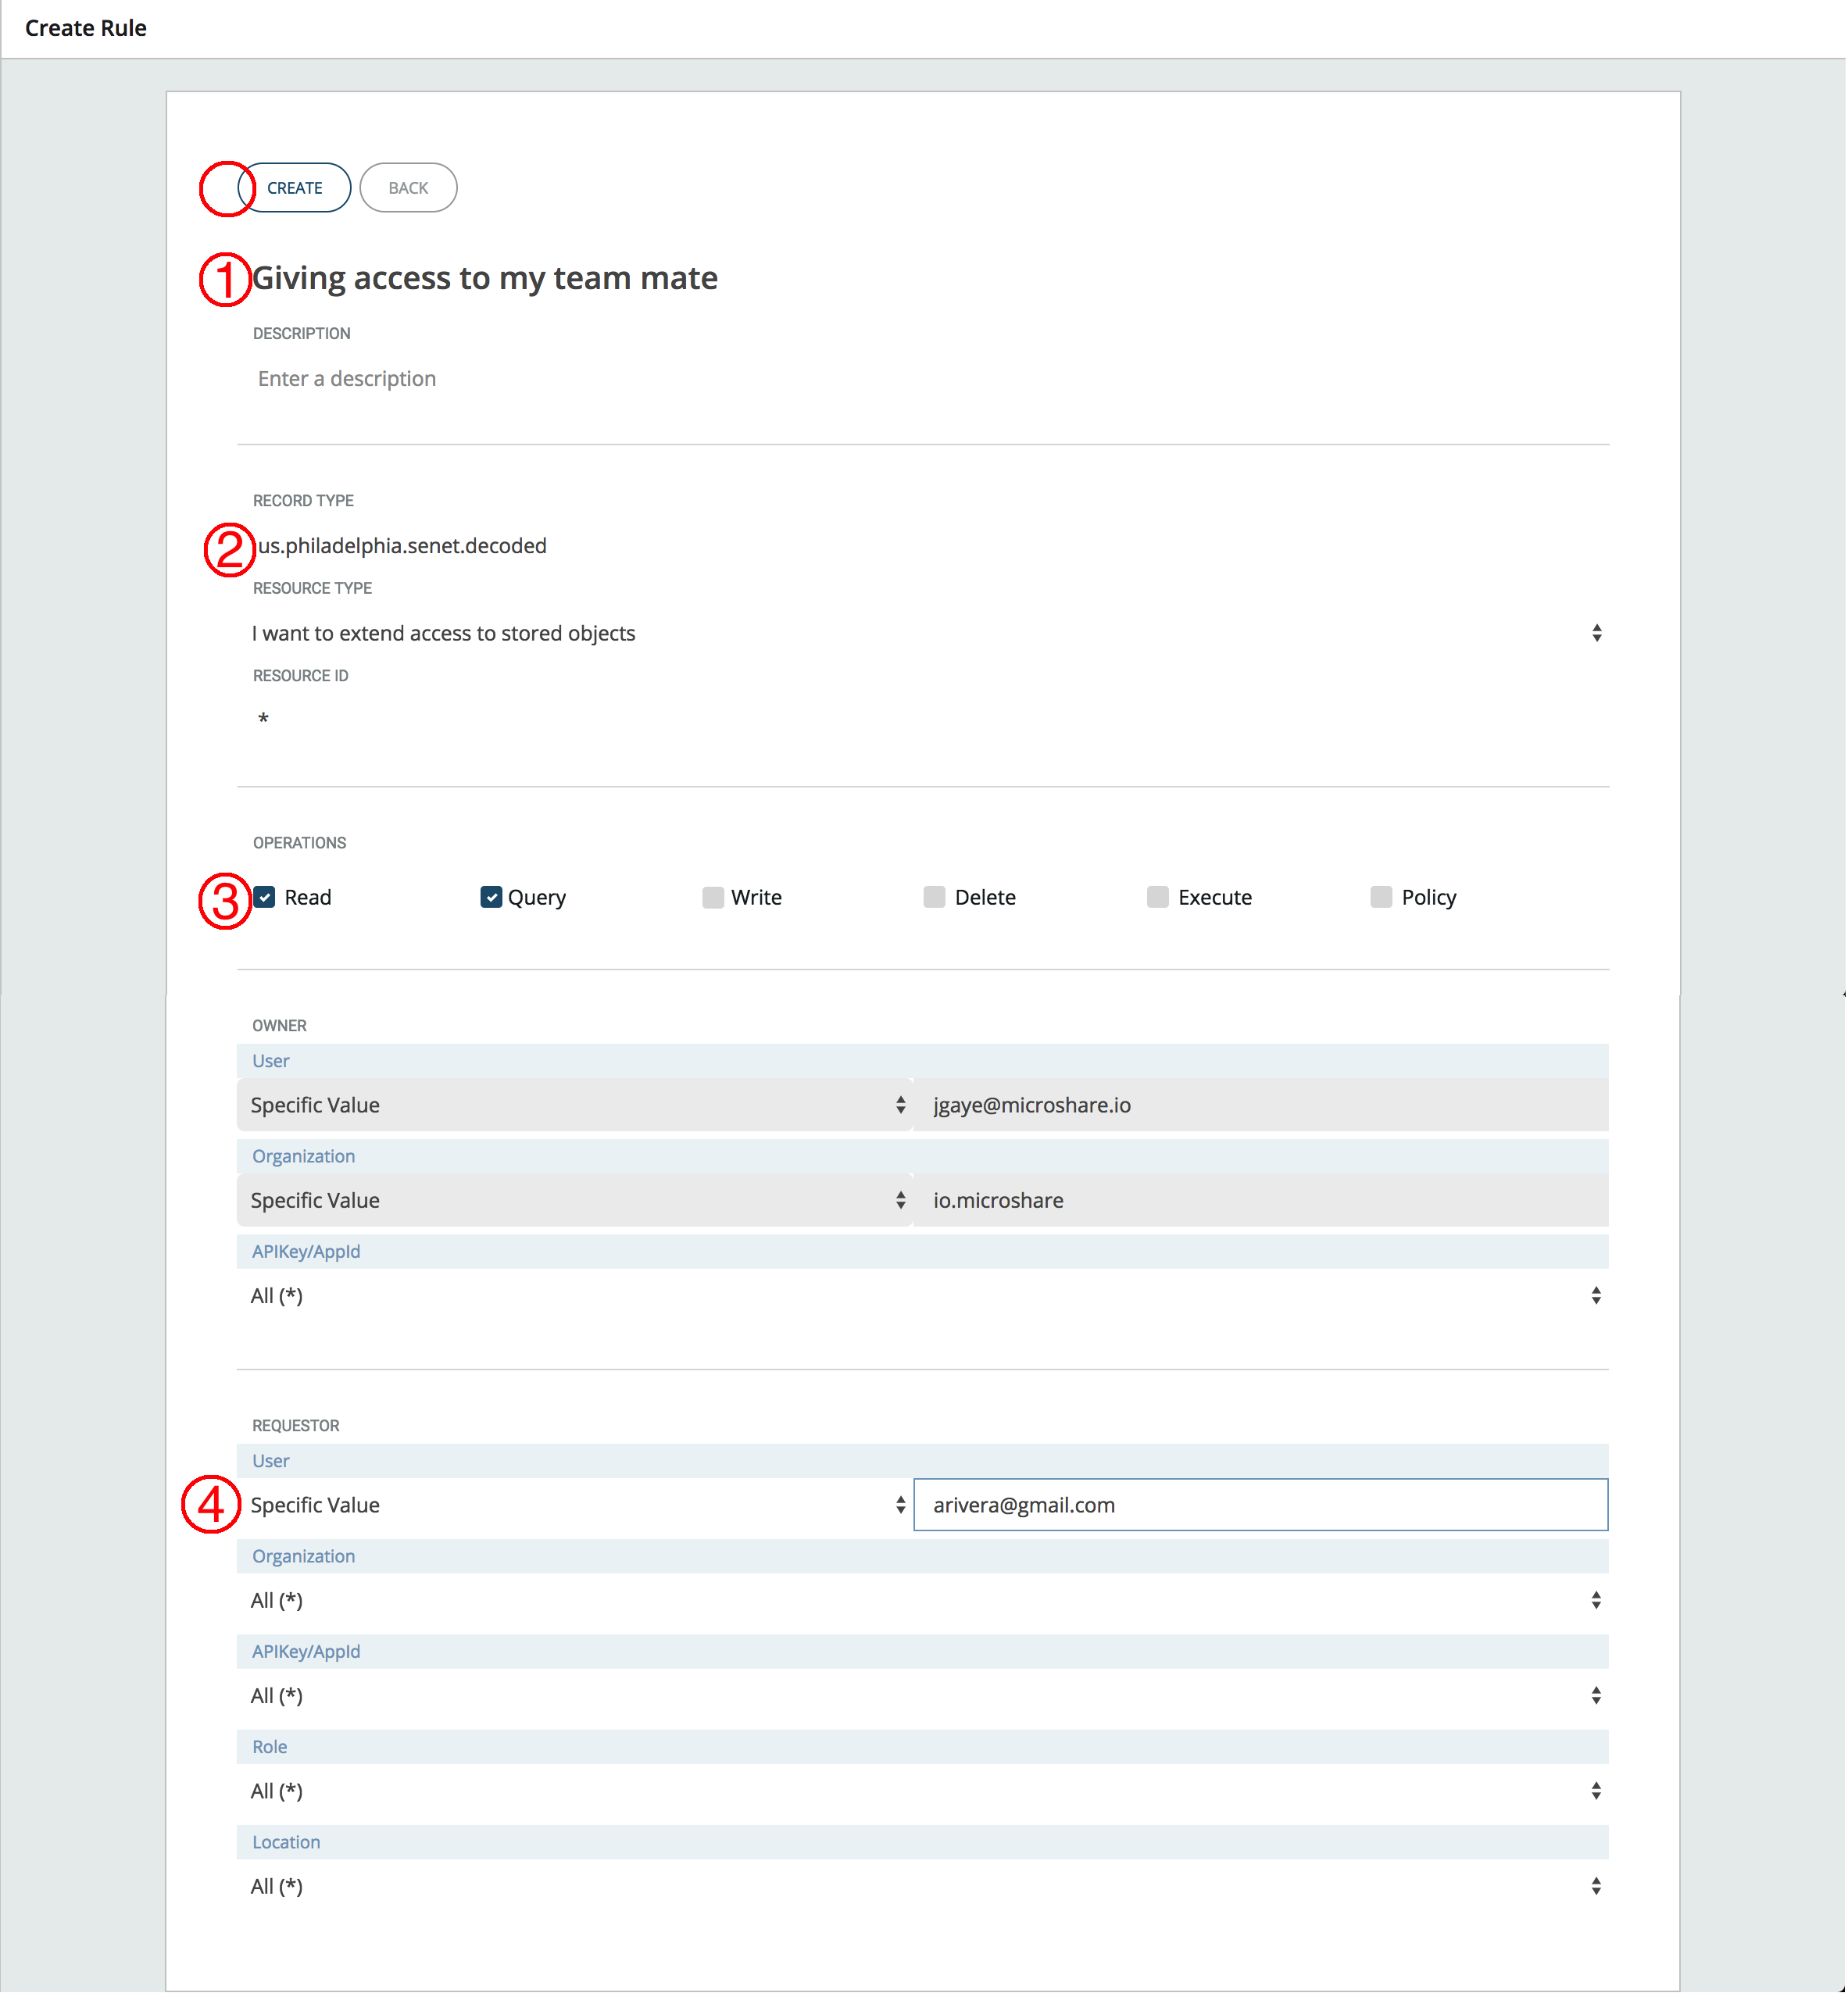 Create Rule
CREATE BACK
① Giving access to my team mate
DESCRIPTION
Enter a description
RECORD TYPE
② us.philadelphia.senet.decoded
RESOURCE TYPE
I want to extend access to stored objects
RESOURCE ID
*
OPERATIONS
③ Read Query Write Delete Execute Policy
OWNER
User
Specific Value jgaye@microshare.io
Organization
Specific Value io.microshare
APIKey/AppId
All (*)
REQUESTOR
User
④ Specific Value arivera@gmail.com
Organization
All (*)
APIKey/AppId
All (*)
Role
All (*)
Location
All (*)